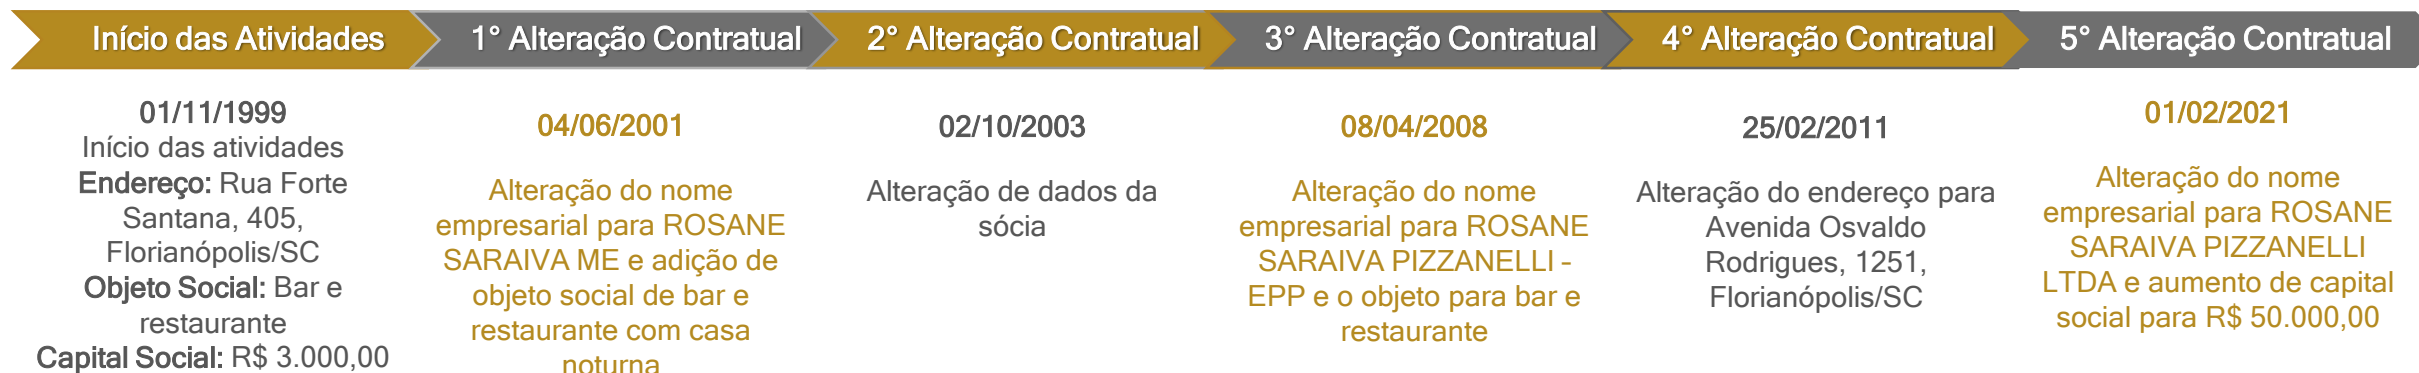 Início das Atividades
1° Alteração Contratual
2° Alteração Contratual
3° Alteração Contratual
4° Alteração Contratual
5° Alteração Contratual
01/11/1999
Início das atividades
Endereço: Rua Forte
Santana, 405,
Florianópolis/SC
Objeto Social: Bar e
restaurante
Capital Social: R$ 3.000,00
04/06/2001
Alteração do nome
empresarial para ROSANE
SARAIVA ME e adição de
objeto social de bar e
restaurante com casa
noturna
02/10/2003
Alteração de dados da
sócia
08/04/2008
Alteração do nome
empresarial para ROSANE
SARAIVA PIZZANELLI –
EPP e o objeto para bar e
restaurante
25/02/2011
Alteração do endereço para
Avenida Osvaldo
Rodrigues, 1251,
Florianópolis/SC
01/02/2021
Alteração do nome
empresarial para ROSANE
SARAIVA PIZZANELLI
LTDA e aumento de capital
social para R$ 50.000,00